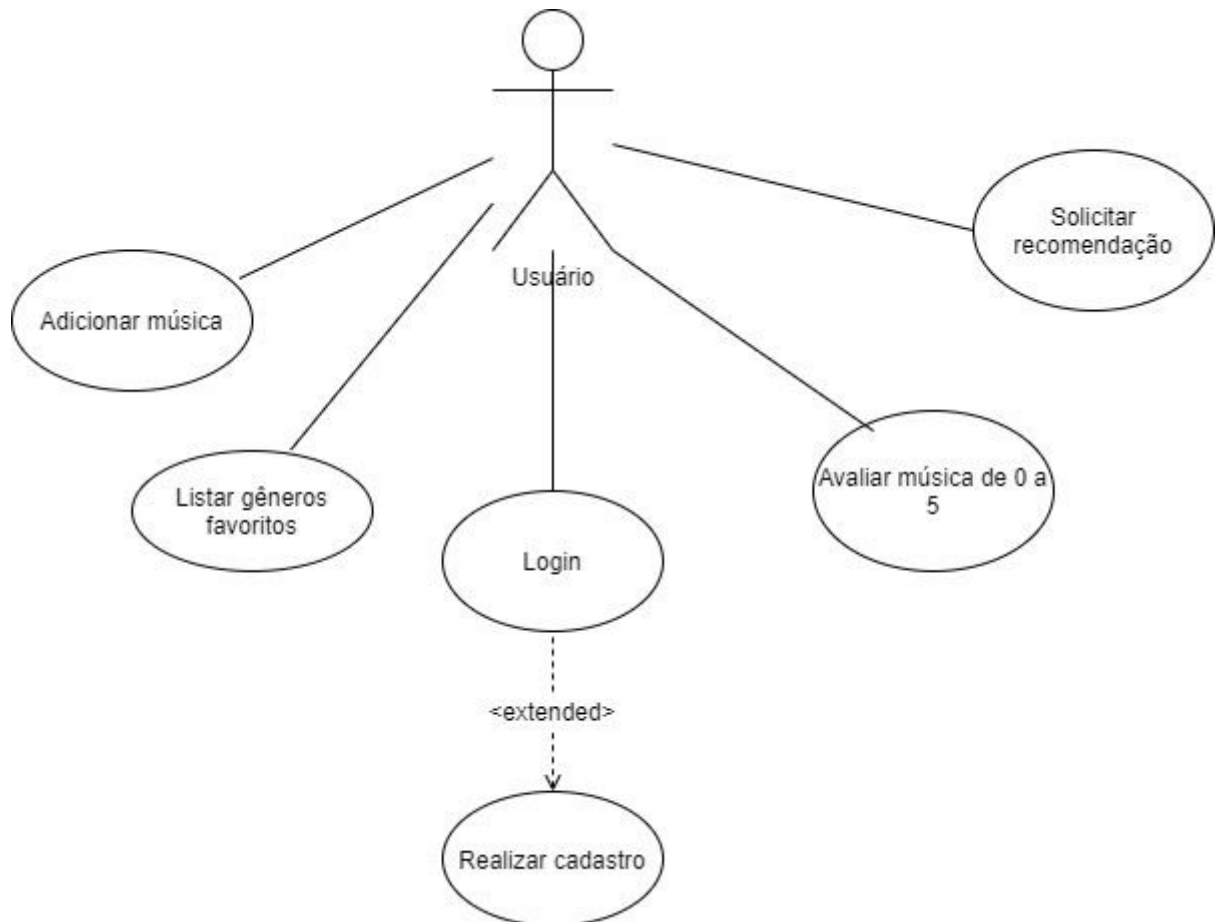 Usuário
Solicitar
recomendação
Adicionar música
Listar gêneros
favoritos
Avaliar música de 0 a
5
Login
<extended>
Realizar cadastro